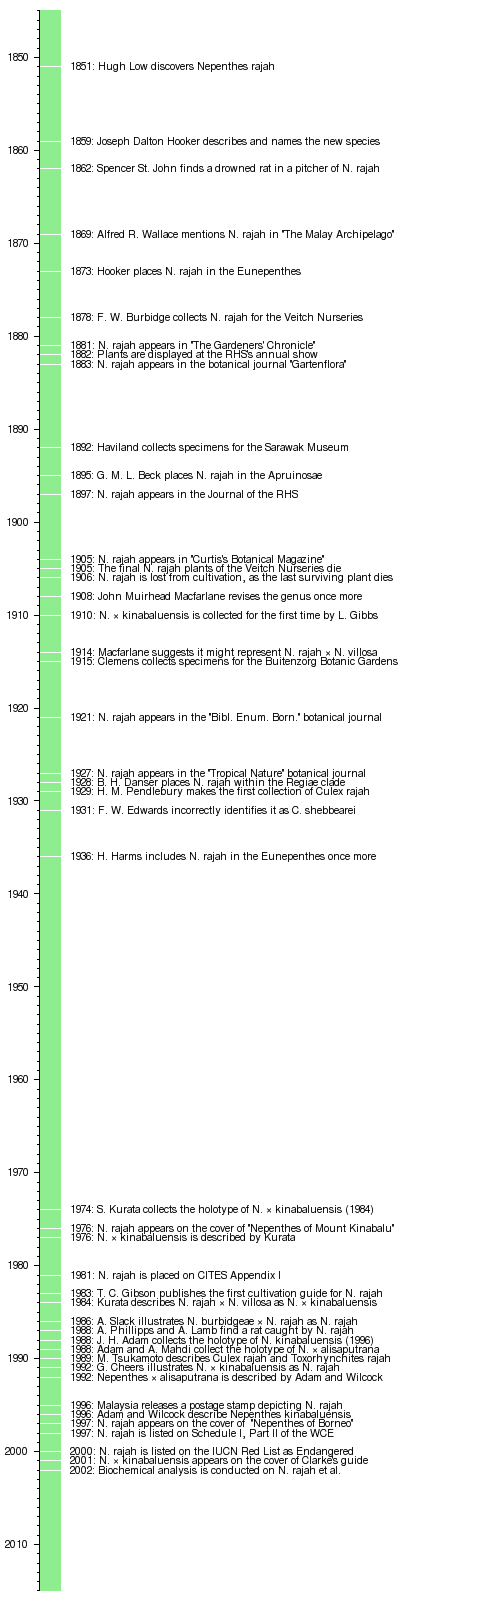 1850
1851: Hugh Low discovers Nepenthes rajah
1859: Joseph Dalton Hooker describes and names the new species
1860
1862: Spencer St. John finds a drowned rat in a pitcher of N. rajah
1869: Alfred R. Wallace mentions N. rajah in "The Malay Archipelago"
1870
1873: Hooker places N. rajah in the Eunepenthes
1878: F. W. Burbidge collects N. rajah for the Veitch Nurseries
1880
1881: N. rajah appears in "The Gardeners' Chronicle"
1882: Plants are displayed at the RHS's annual show
1883: N. rajah appears in the botanical journal "Gartenflora"
1890
1892: Haviland collects specimens for the Sarawak Museum
1895: G. M. L. Beck places N. rajah in the Apruinosae
1897: N. rajah appears in the Journal of the RHS
1900
1905: N. rajah appears in "Curtis's Botanical Magazine"
1905: The final N. rajah plants of the Veitch Nurseries die
1906: N. rajah is lost from cultivation, as the last surviving plant dies
1908: John Muirhead Macfarlane revises the genus once more
1910
1910: N. × kinabaluensis is collected for the first time by L. Gibbs
1914: Macfarlane suggests it might represent N. rajah × N. villosa
1915: Clemens collects specimens for the Buitenzorg Botanic Gardens
1920
1921: N. rajah appears in the "Bibl. Enum. Born." botanical journal
1927: N. rajah appears in the "Tropical Nature" botanical journal
1928: B. H. Danser places N. rajah within the Regiae clade
1929: H. M. Pendlebury makes the first collection of Culex rajah
1930
1931: F. W. Edwards incorrectly identifies it as C. shebbearei
1936: H. Harms includes N. rajah in the Eunepenthes once more
1940
1950
1960
1970
1974: S. Kurata collects the holotype of N. × kinabaluensis (1984)
1976: N. rajah appears on the cover of "Nepenthes of Mount Kinabalu"
1976: N. × kinabaluensis is described by Kurata
1980
1981: N. rajah is placed on CITES Appendix I
1983: T. C. Gibson publishes the first cultivation guide for N. rajah
1984: Kurata describes N. rajah × N. villosa as N. × kinabaluensis
1986: A. Slack illustrates N. burbidgeae × N. rajah as N. rajah
1987: A. Phillipps and A. Lamb find a rat caught by N. rajah
1988: J. H. Adam collects the holotype of N. kinabaluensis (1996)
1988: Adam and A. Mahdi collect the holotype of N. × alisaputrana
1989: M. Tsukamoto describes Culex rajah and Toxorhynchites rajah
1990
1992: G. Cheers illustrates N. × kinabaluensis as N. rajah
1992: Nepenthes × alisaputrana is described by Adam and Wilcock
1996: Malaysia releases a postage stamp depicting N. rajah
1996: Adam and Wilcock describe Nepenthes kinabaluensis
1997: N. rajah appears on the cover of "Nepenthes of Borneo"
1997: N. rajah is listed on Schedule I, Part II of the WCE
2000
2000: N. rajah is listed on the IUCN Red List as Endangered
2001: N. × kinabaluensis appears on the cover of Clarke's guide
2002: Biochemical analysis is conducted on N. rajah et al.
2010